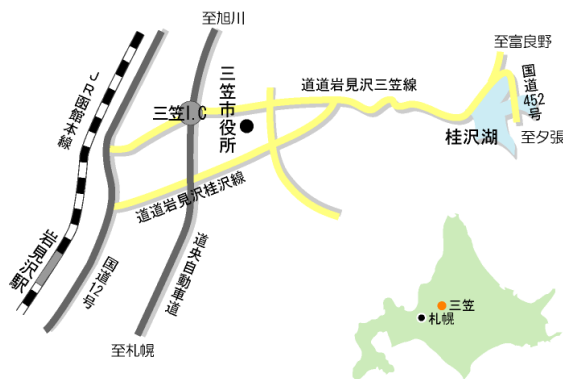 至旭川
至富良野
JR函館本線
三笠市役所
道道岩見沢三笠線
国道452号
三笠I.C
桂沢湖
至夕張
道道岩見沢桂沢線
岩見沢駅
国道12号
道央自動車道
至札幌
三笠
札幌